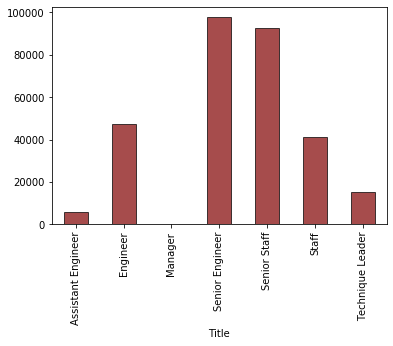 100000
80000
60000
40000
20000
0
Assistant Engineer
Engineer
Manager
Senior Engineer
Senior Staff
Staff
Technique Leader
Title